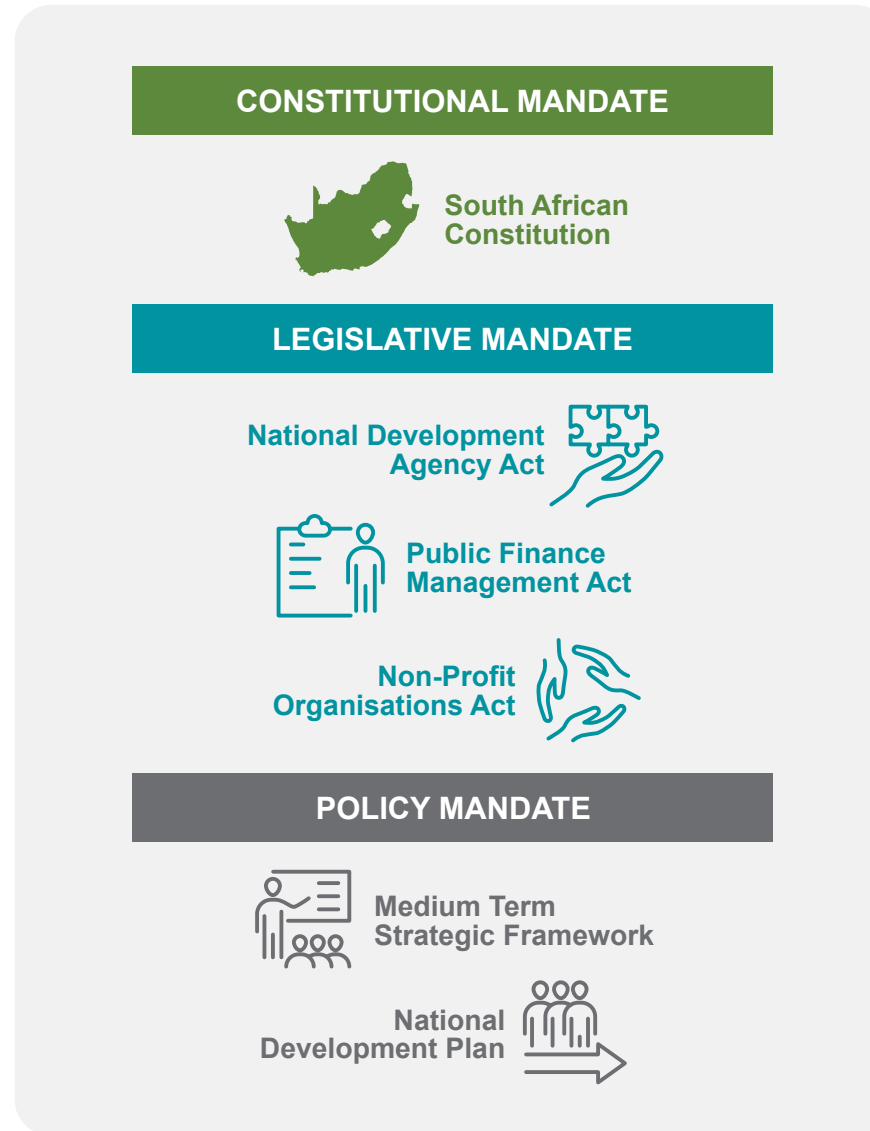 CONSTITUTIONAL MANDATE
South African
Constitution
LEGISLATIVE MANDATE
National Development
Agency Act
Public Finance
Management Act
Non-Profit
Organisations Act
POLICY MANDATE
Medium Term
Strategic Framework
National
Development Plan